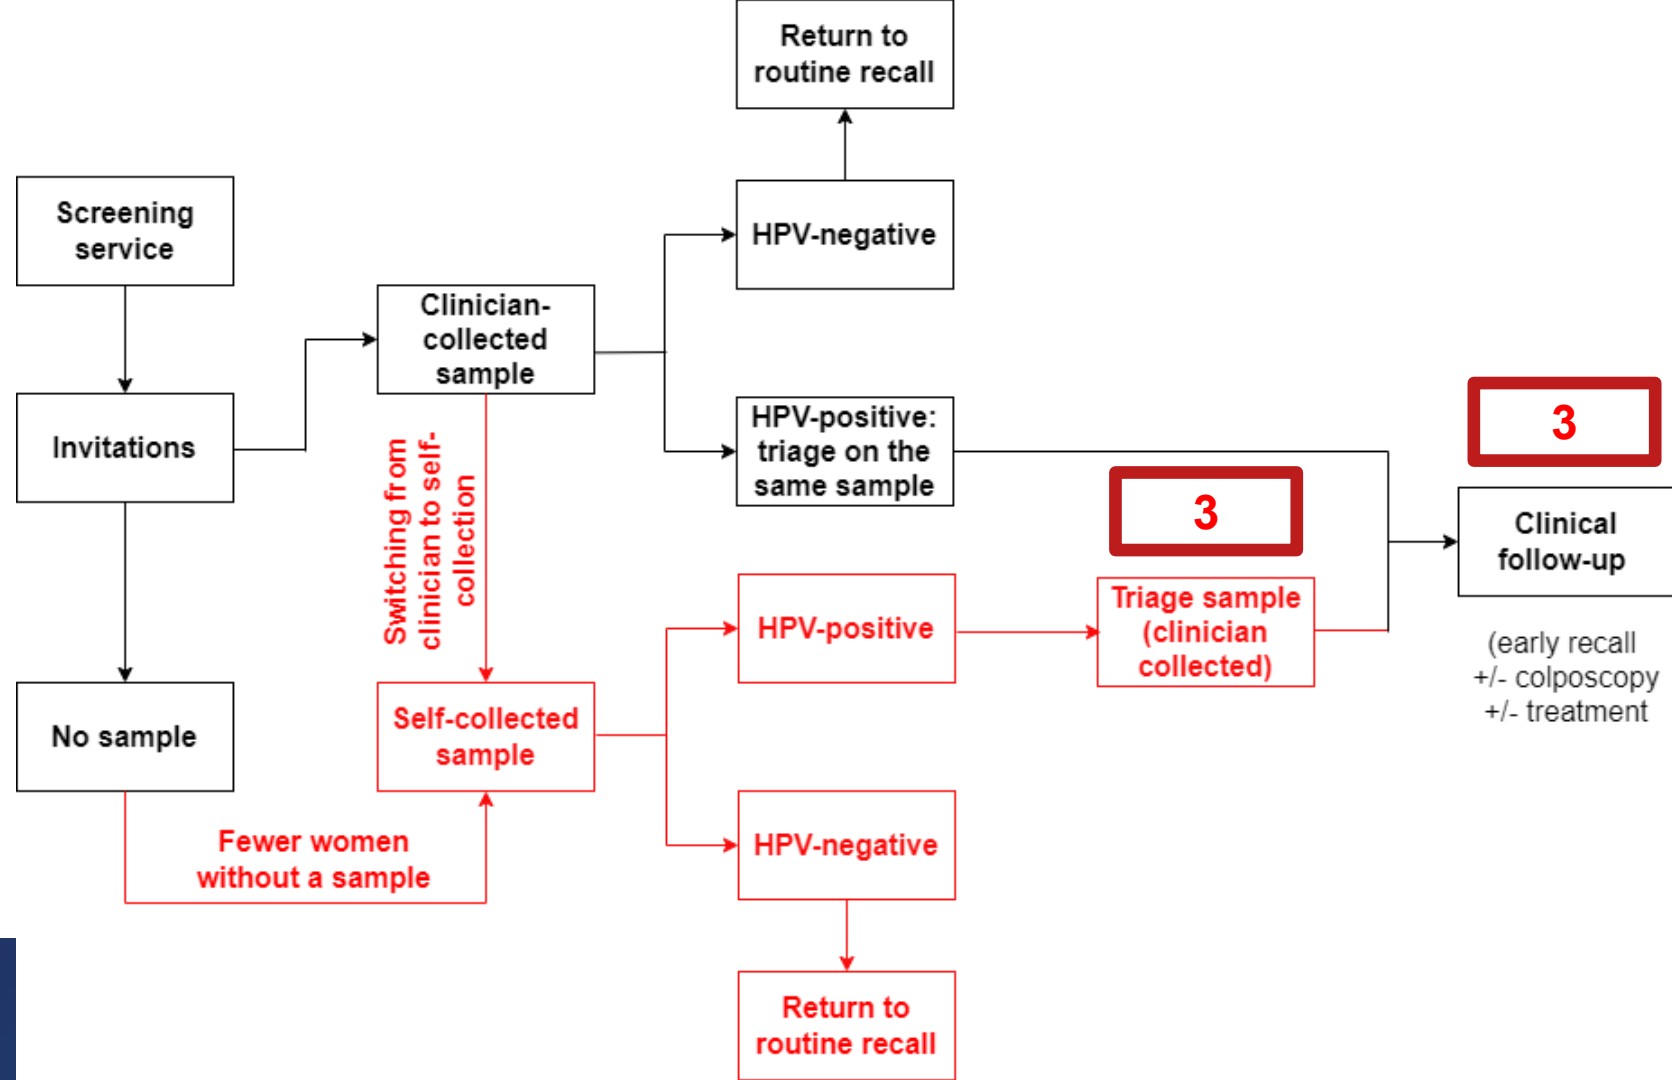 Return to
routine recall
Screening
service
HPV-negative
Clinician-
collected
sample
Invitations
Switching from
clinician to self-
collection
HPV-positive:
triage on the
same sample
3
3
Clinical
follow-up
(early recall
+/- colposcopy
+/- treatment
HPV-positive
Triage sample
(clinician
collected)
No sample
Self-collected
sample
Fewer women
without a sample
HPV-negative
Return to
routine recall